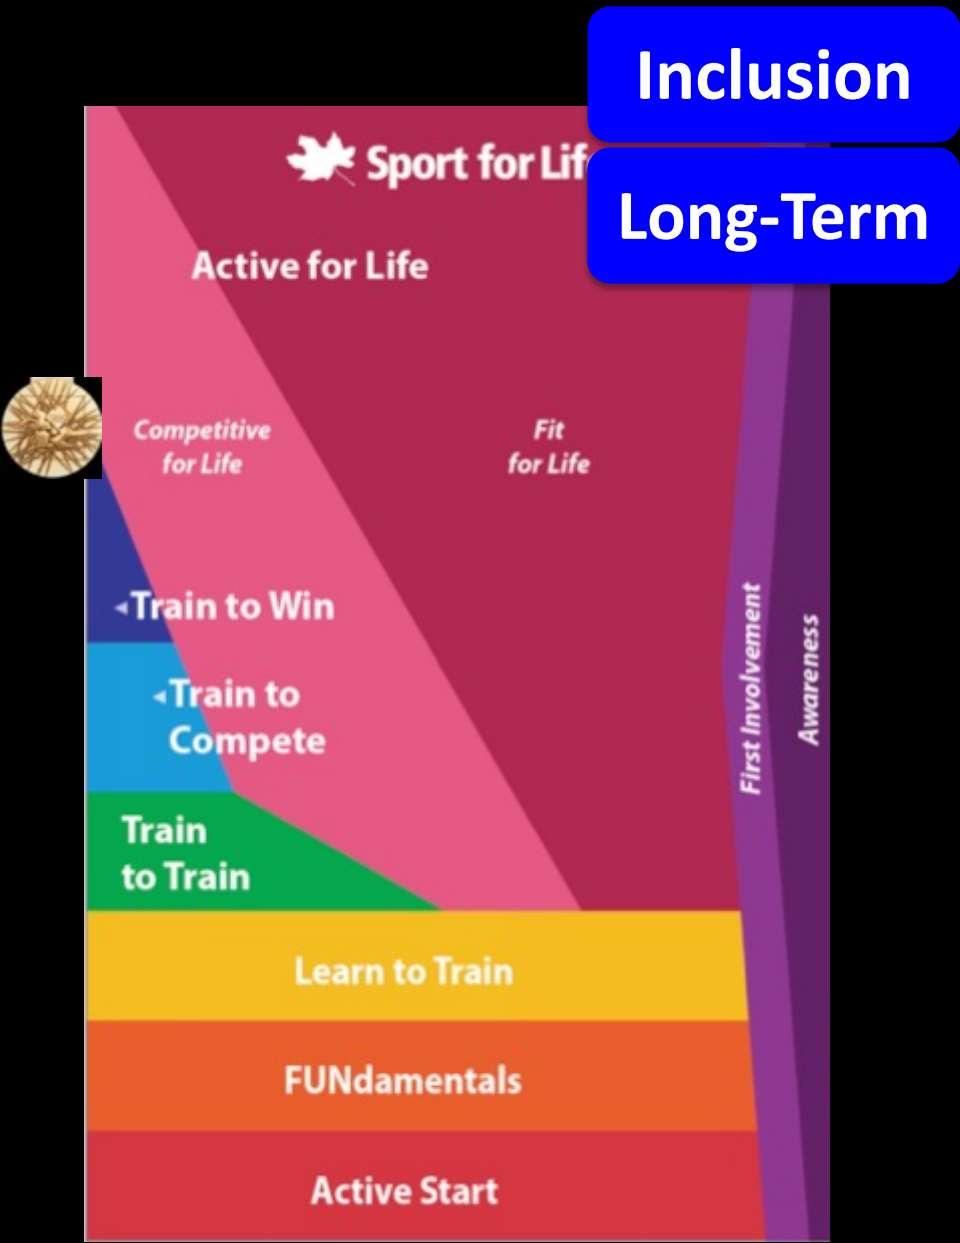 Inclusion
Long-Term
Sport for Lif
Active for Life
Competitive
for Life
Fit
for Life
Train to Win
Train to
Compete
Train
to Train
First Involvement
Awareness
Learn to Train
FUNdamentals
Active Start